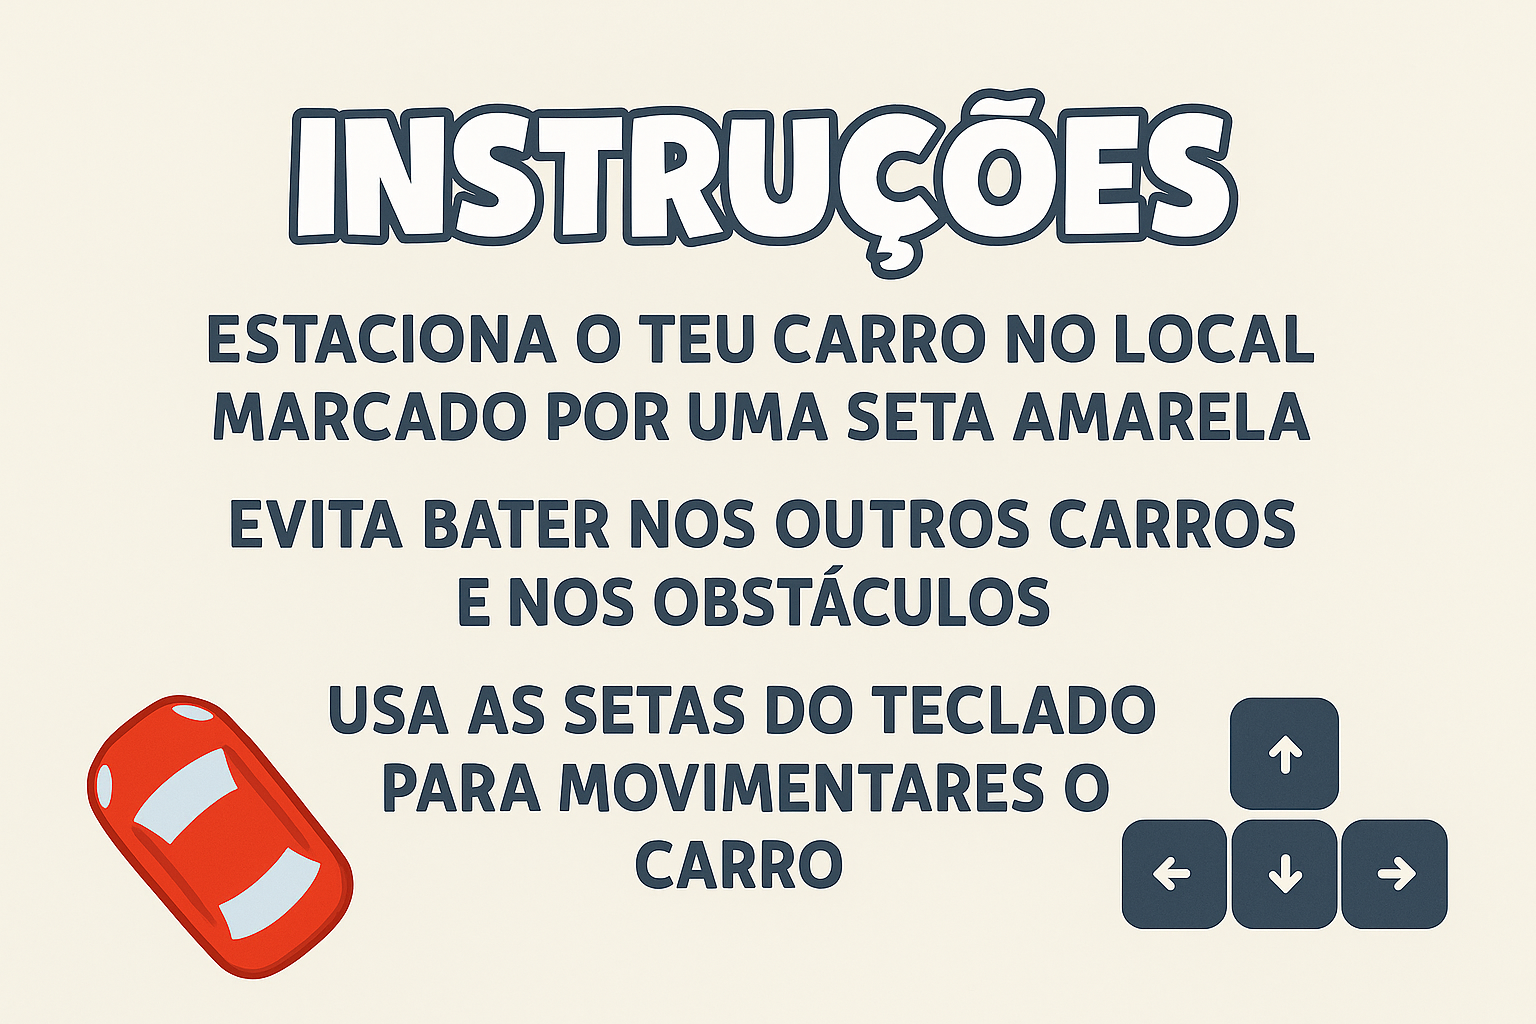 INSTRUÇÕES
ESTACIONA O TEU CARRO NO LOCAL
MARCADO POR UMA SETA AMARELA
EVITA BATER NOS OUTROS CARROS
E NOS OBSTÁCULOS
USA AS SETAS DO TECLADO
PARA MOVIMENTARES O
CARRO